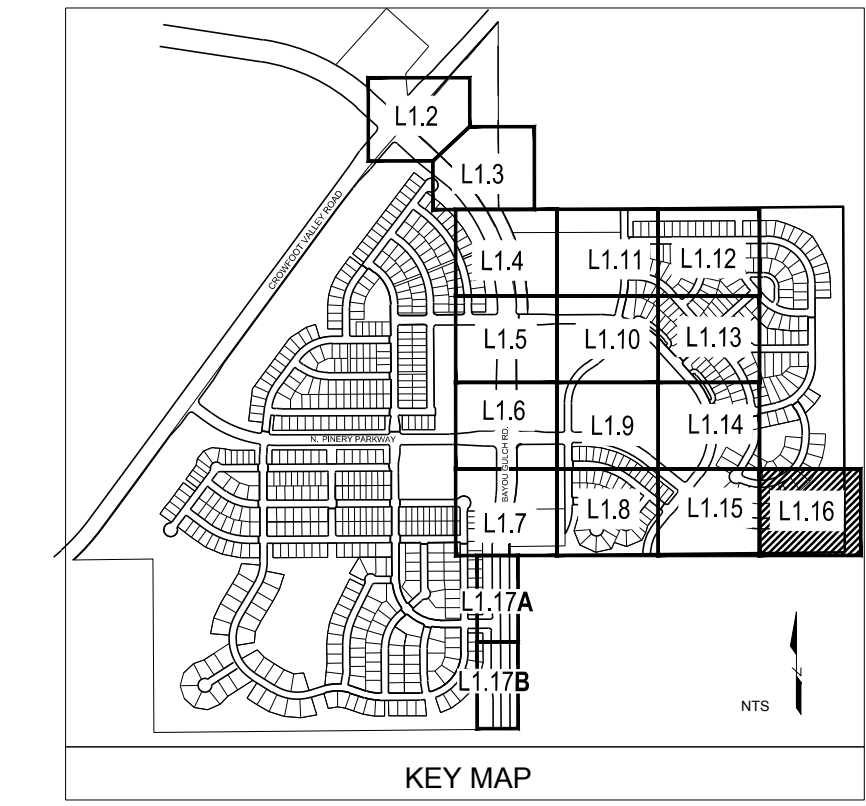 L1.2
L1.3
CROWFOOT VALLEY ROAD
L1.4
L1.11
L1.12
L1.5
L1.10
L1.13
L1.6
L1.9
L1.14
N. PINERY PARKWAY
BAYOU GULCH RD.
L1.7
L1.8
L1.15
L1.16
L1.17A
L1.17B
N
NTS
KEY MAP